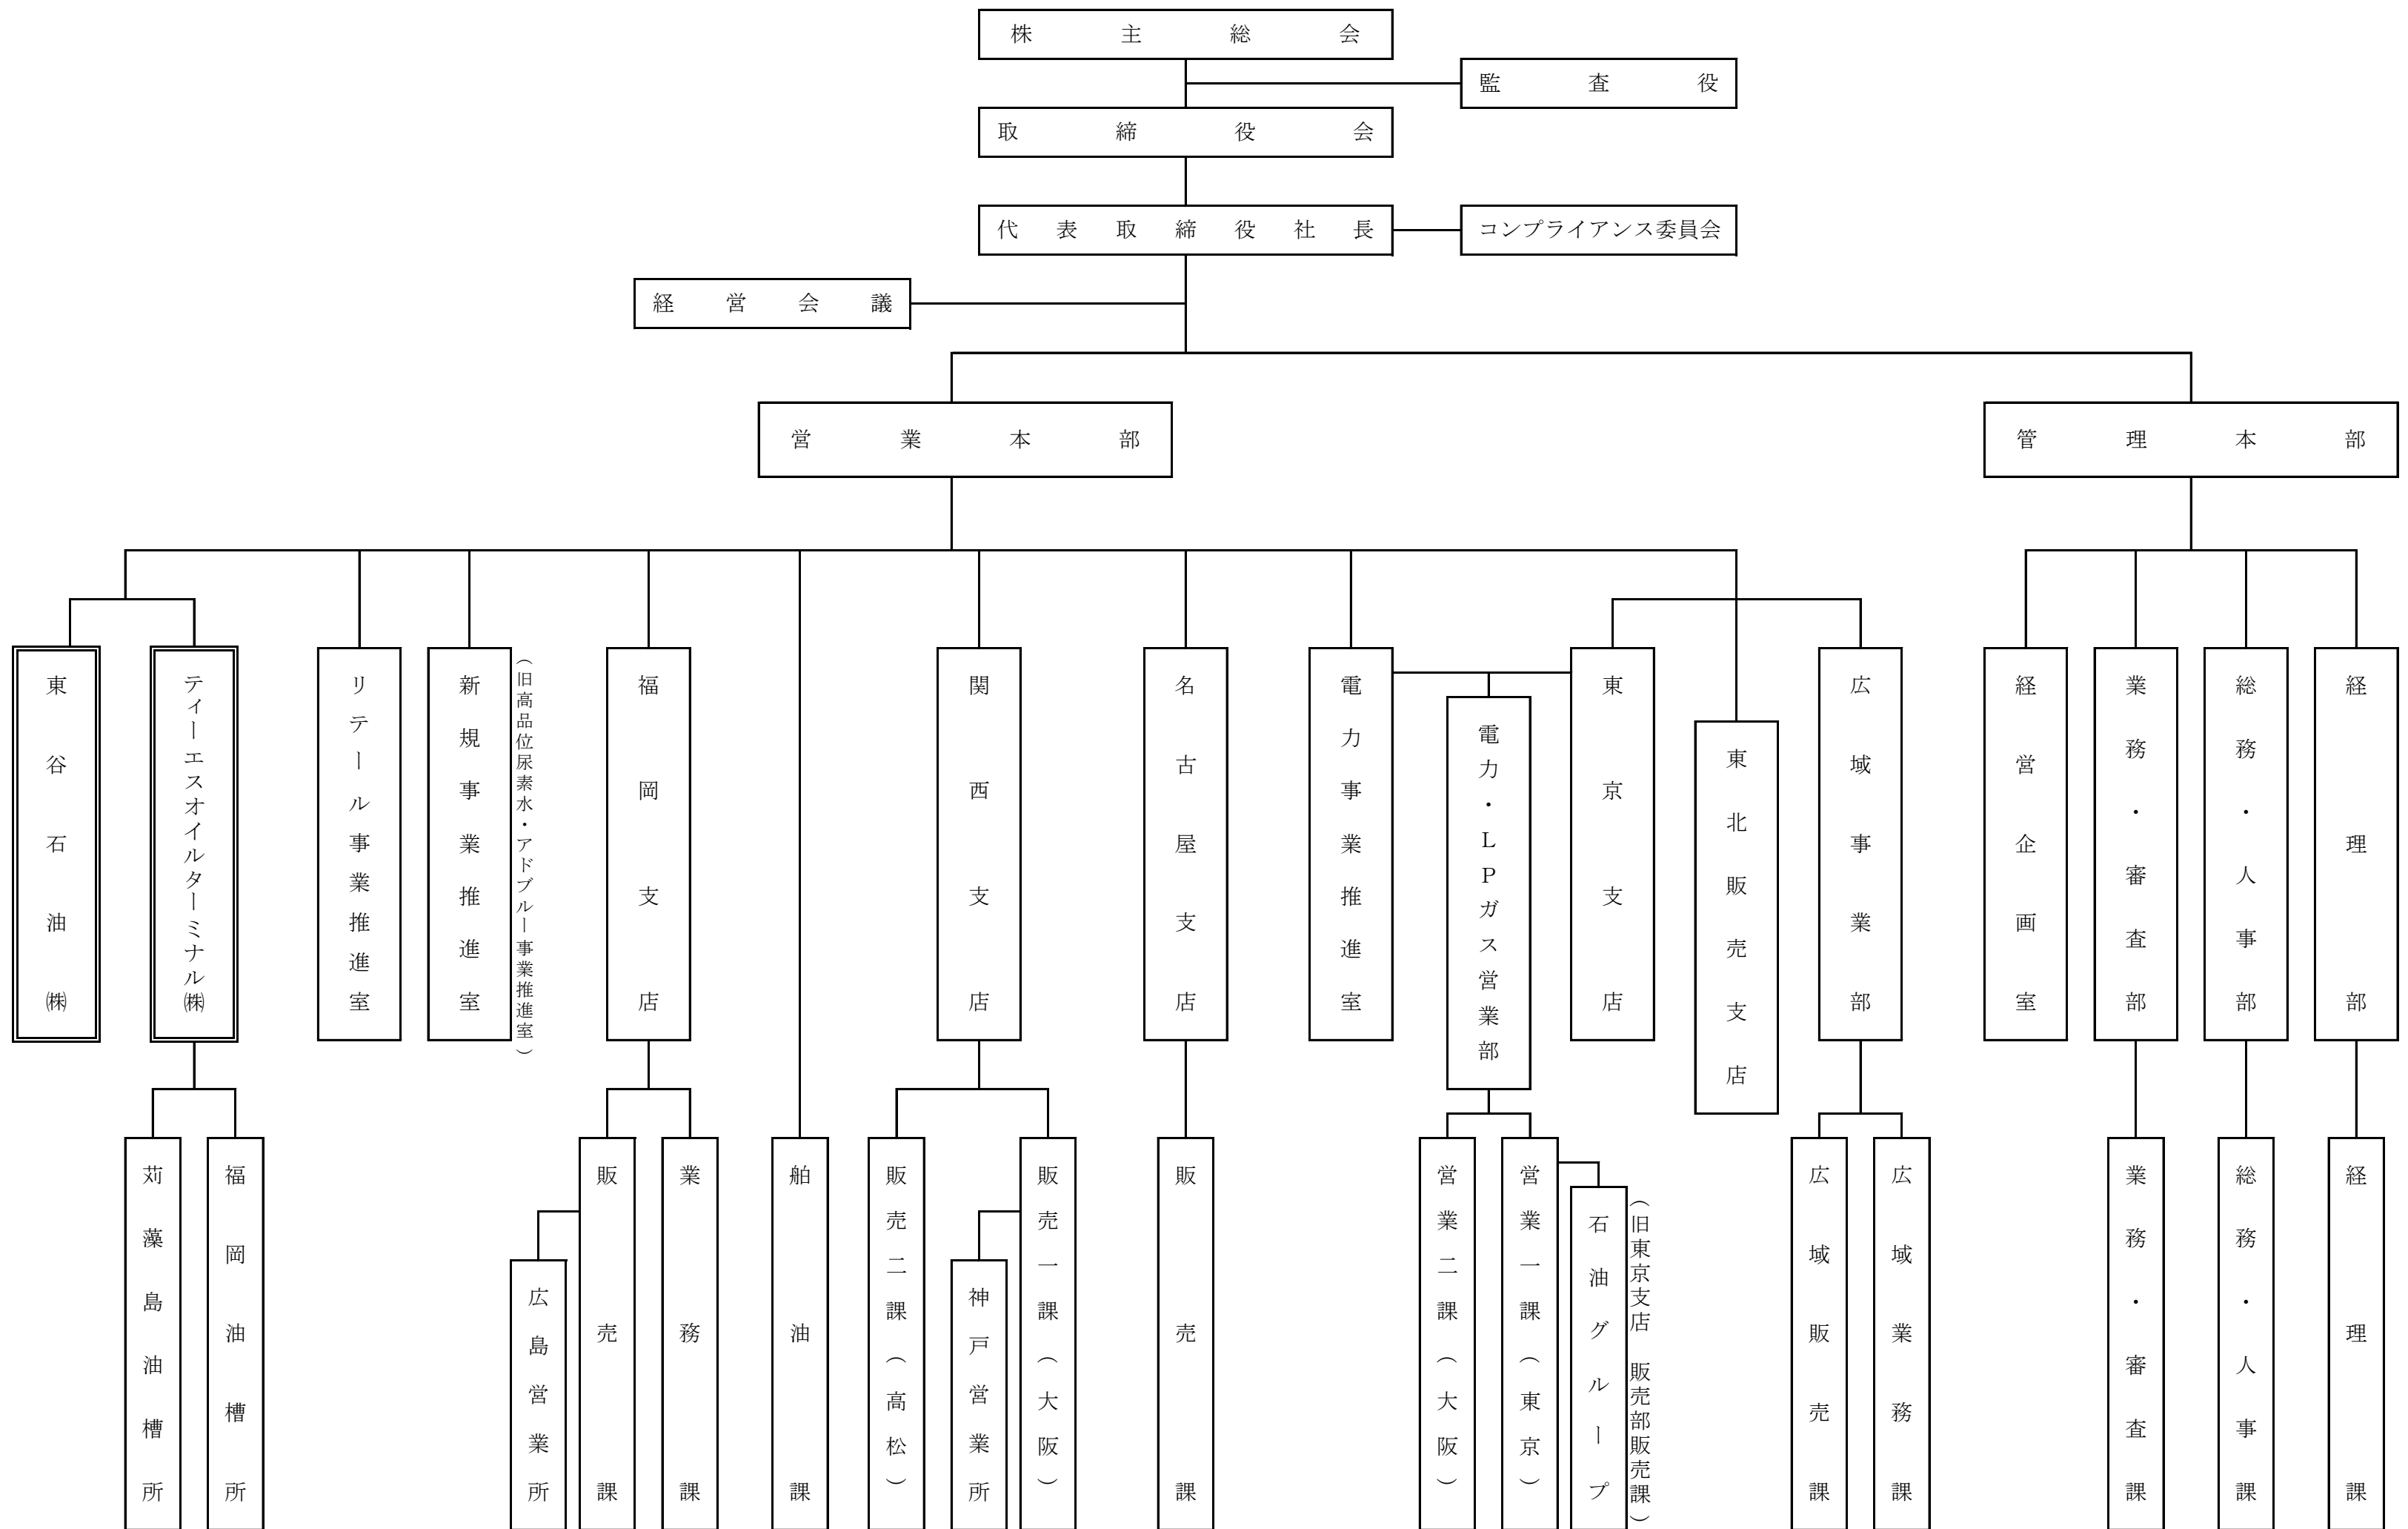 株主総会
監査役
取締役会
代表取締役社長
コンプライアンス委員会
経営会議
営業本部
管理本部
東谷石油㈱
ティーエスオイルターミナル㈱
リテール事業推進室
新規事業推進室
（旧高品位尿素水・アドブルー事業推進室）
福岡支店
関西支店
名古屋支店
電力事業推進室
電力・ＬＰガス営業部
東京支店
東北販売支店
広域事業部
経営企画室
業務・審査部
総務・人事部
経理部
苅藻島油槽所
福岡油槽所
広島営業所
販売課
業務課
舶油課
販売二課（高松）
神戸営業所
販売一課（大阪）
販売課
営業二課（大阪）
営業一課（東京）
石油グループ
（旧東京支店　販売部販売課）
広域販売課
広域業務課
業務・審査課
総務・人事課
経理課